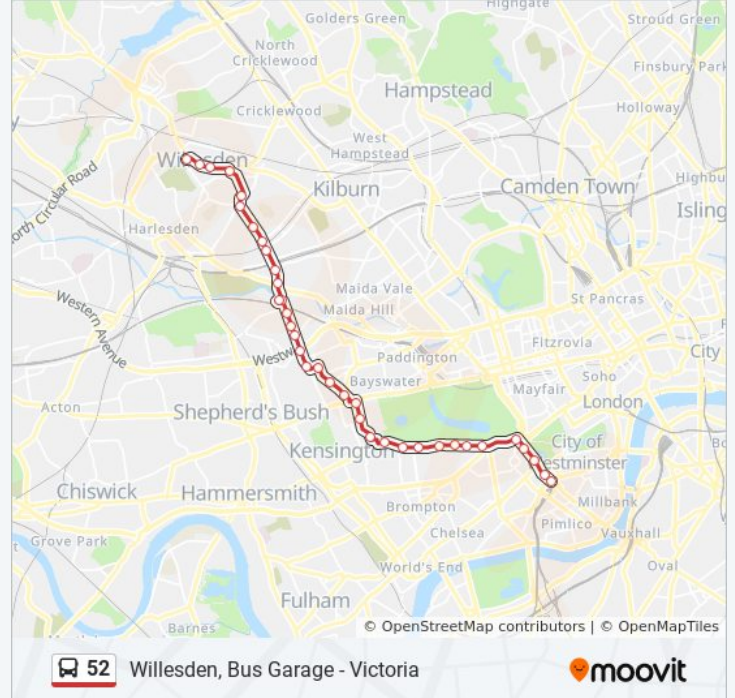 Highgate
Golders Green
Stroud Green
North
Cricklewood
Finsbury Park
Hampstead
Cricklewood
Holloway
West
Hampstead
Willesden
Kilburn
Camden Town
Highbu
North Circular Road
Isling
Harlesden
Maida Vale
St Pancras
Maida Hill
Western Avenue
Fitzrovia
City
Westw
Paddington
Bayswater
Soho
Mayfair
Acton
London
Shepherd's Bush
Kensington
City of
estminster
Chiswick
Hammersmith
Brompton
Millbank
Pimlico
Chelsea
Vauxhall
Grove Park
World's End
Oval
Fulham
Barnes
© OpenStreetMap contributors | © OpenMapTiles
52
Willesden, Bus Garage - Victoria
moovit